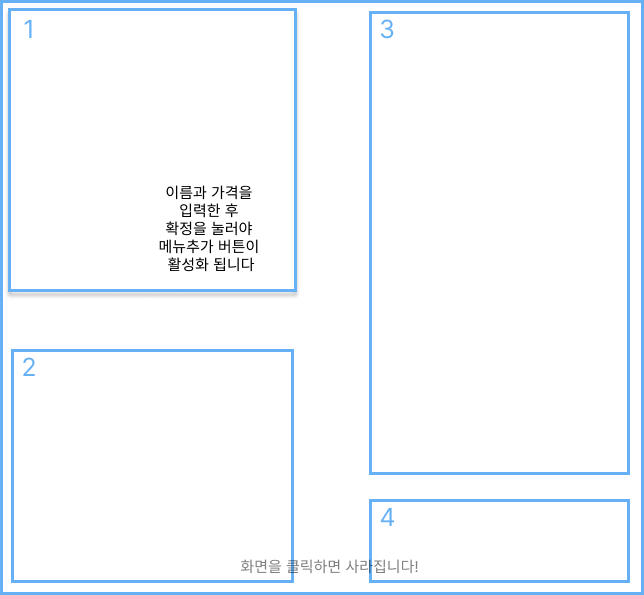 1
이름과 가격을
입력한 후
확정을 눌러야
메뉴추가 버튼이
활성화 됩니다
2
3
4
화면을 클릭하면 사라집니다!